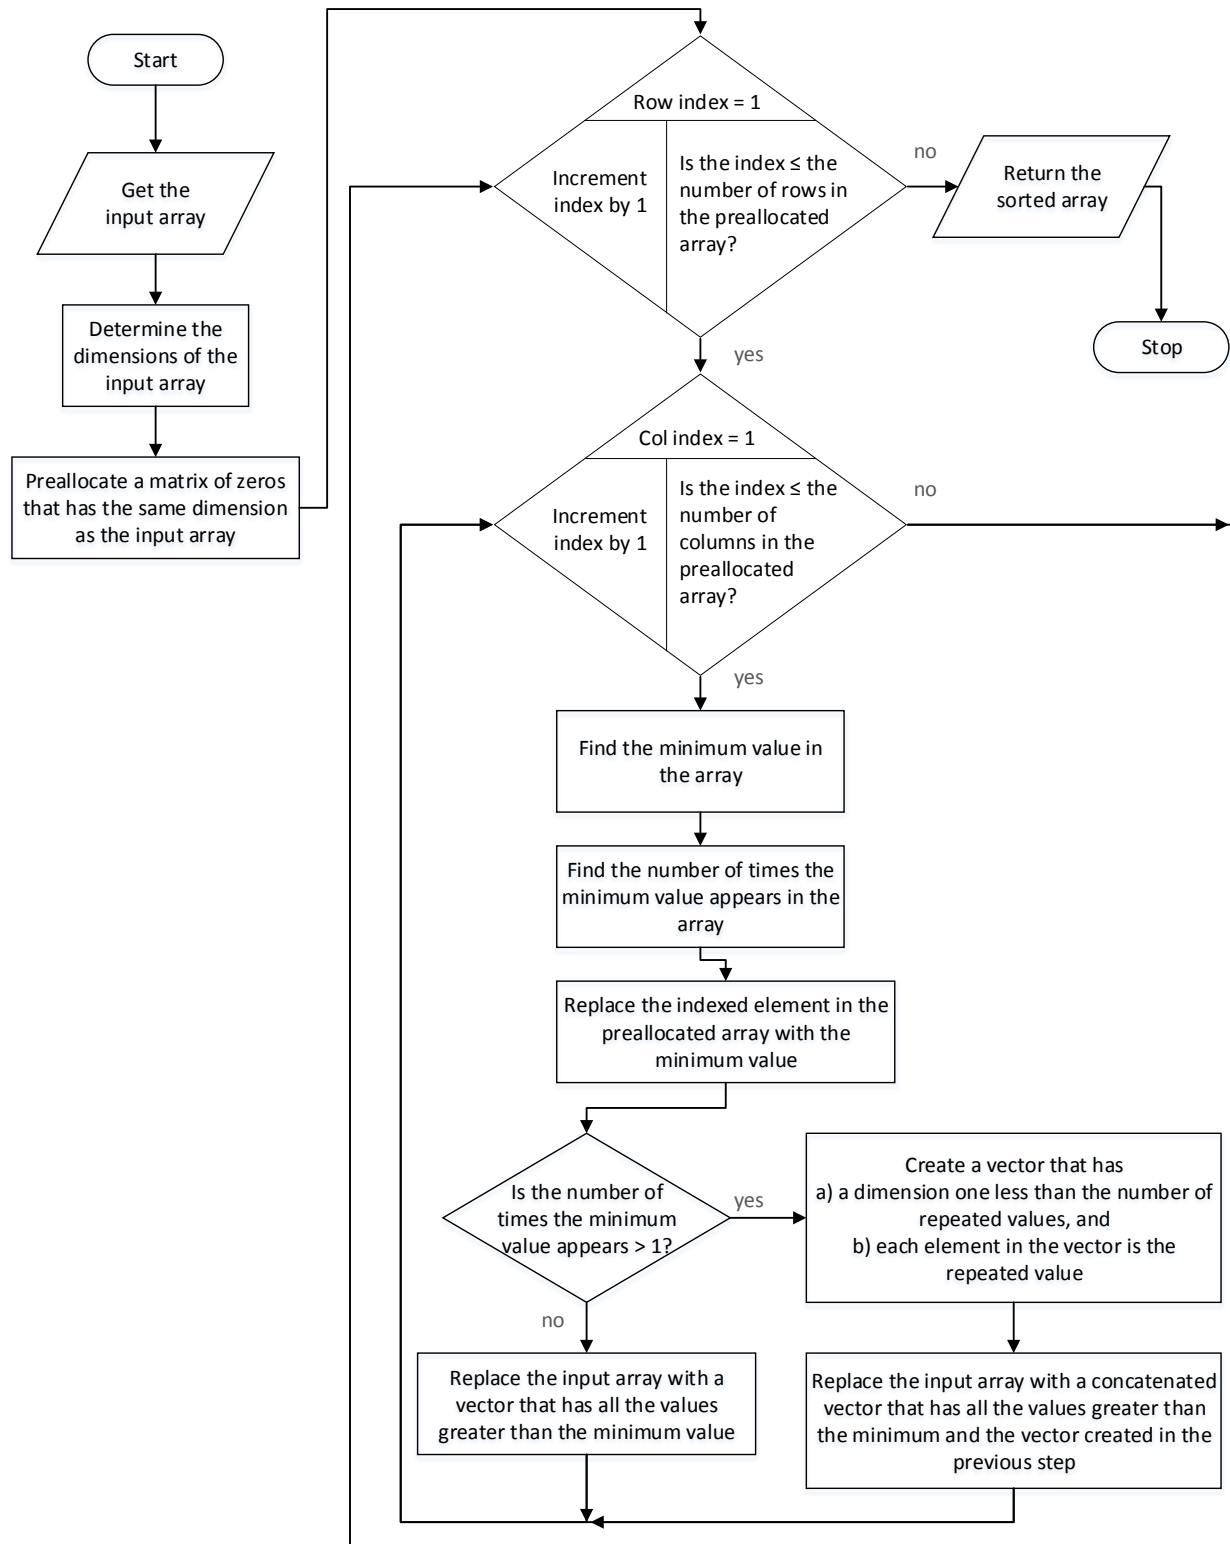 Start
Get the
input array
Determine the
dimensions of the
input array
Preallocate a matrix of zeros
that has the same dimension
as the input array
Row index = 1
Increment
index by 1
Is the index ≤ the
number of rows in
the preallocated
array?
no
Return the
sorted array
Stop
yes
Col index = 1
Increment
index by 1
Is the index ≤ the
number of
columns in the
preallocated
array?
no
yes
Find the minimum value in
the array
Find the number of times the
minimum value appears in the
array
Replace the indexed element in the
preallocated array with the
minimum value
Is the number of
times the minimum
value appears > 1?
yes
Create a vector that has
a) a dimension one less than the number of
repeated values, and
b) each element in the vector is the
repeated value
no
Replace the input array with a
vector that has all the values
greater than the minimum value
Replace the input array with a concatenated
vector that has all the values greater than
the minimum and the vector created in the
previous step